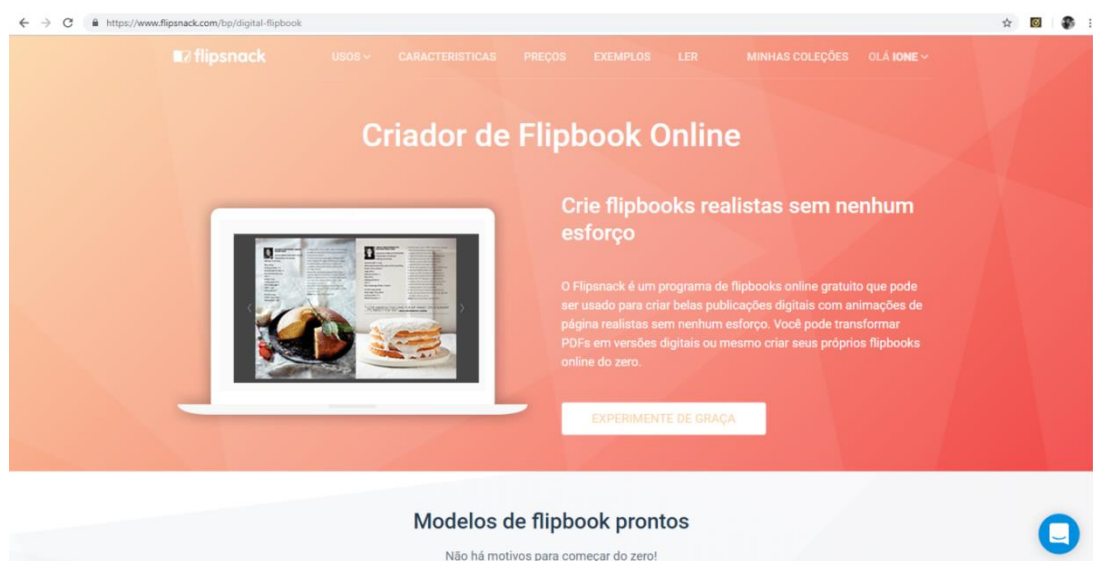 https://www.flipsnack.com/bp/digital-flipbook
flipsnack
USOS
CARACTERISTICAS
PREÇOS
EXEMPLOS
LER
MINHAS COLEÇÕES
OLÁ IONE
Criador de Flipbook Online
Crie flipbooks realistas sem nenhum
esforço
O Flipsnack é um programa de flipbooks online gratuito que pode
ser usado para criar belas publicações digitais com animações de
página realistas sem nenhum esforço. Você pode transformar
PDFs em versões digitais ou mesmo criar seus próprios flipbooks
online do zero.
EXPERIMENTE DE GRAÇA
Modelos de flipbook prontos
Não há motivos para começar do zero!